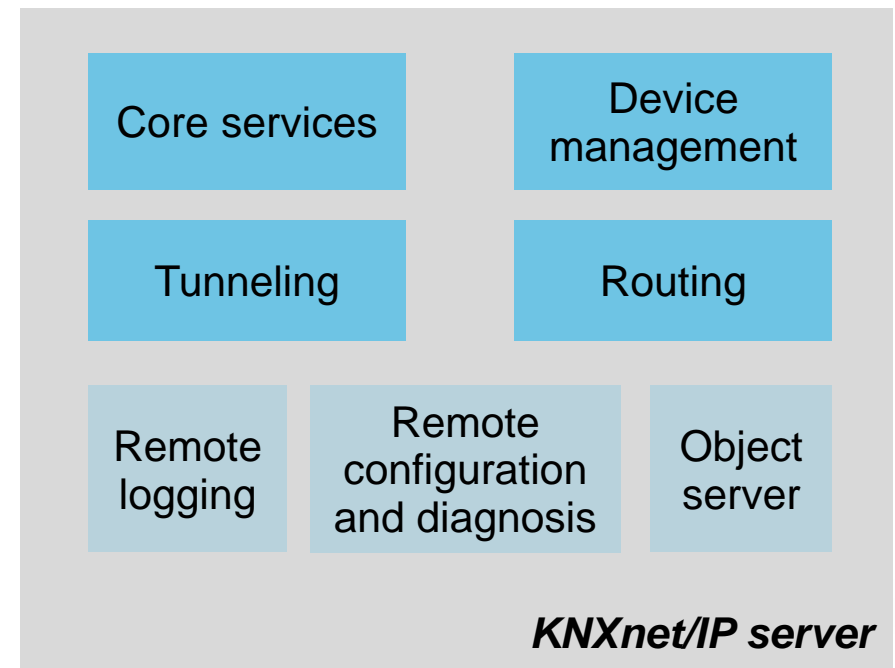 Core services
Device
management
Tunneling
Routing
Remote
logging
Remote
configuration
and diagnosis
Object
server
KNXnet/IP server